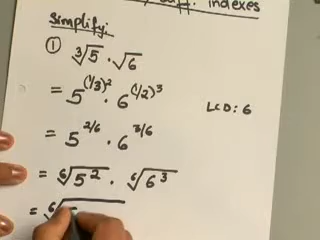 indexes
Simplify:
① ∛5 · √6
= 5^(1/3)2 · 6^(1/2)3
LCD: 6
= 5^2/6 · 6^3/6
= ⁶√5² · ⁶√6³
= ⁶√